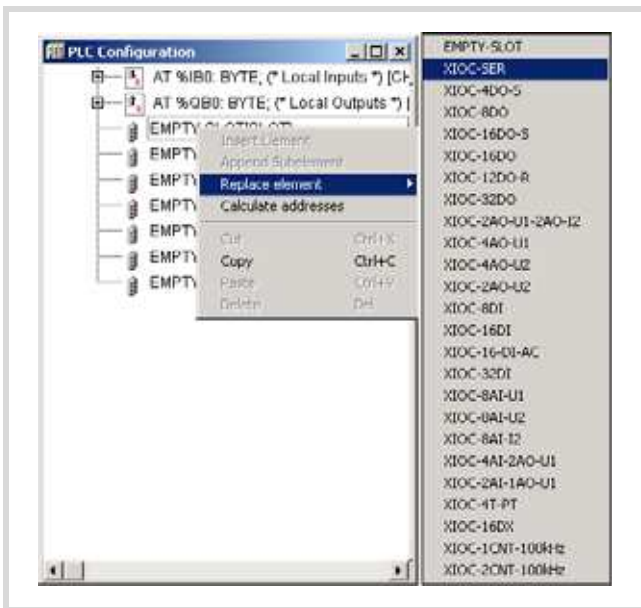 PLC Configuration
AT %IB0: BYTE; (* Local Inputs *) [CH
AT %QB0: BYTE; (* Local Outputs *) [
EMPTY-SLOT[SLOT]
EMPTY
EMPTY
EMPTY
EMPTY
EMPTY
EMPTY
Insert Element
Append Subelement
Replace element
Calculate addresses
Cut Ctrl+X
Copy Ctrl+C
Paste Ctrl+V
Delete Del
EMPTY-SLOT
XIOC-SER
XIOC-4DO-S
XIOC-8DO
XIOC-16DO-S
XIOC-16DO
XIOC-12DO-R
XIOC-32DO
XIOC-2AO-U1-2AO-I2
XIOC-4AO-U1
XIOC-4AO-U2
XIOC-2AO-U2
XIOC-8DI
XIOC-16DI
XIOC-16-DI-AC
XIOC-32DI
XIOC-8AI-U1
XIOC-8AI-U2
XIOC-8AI-I2
XIOC-4AI-2AO-U1
XIOC-2AI-1AO-U1
XIOC-4T-PT
XIOC-16DX
XIOC-1CNT-100kHz
XIOC-2CNT-100kHz